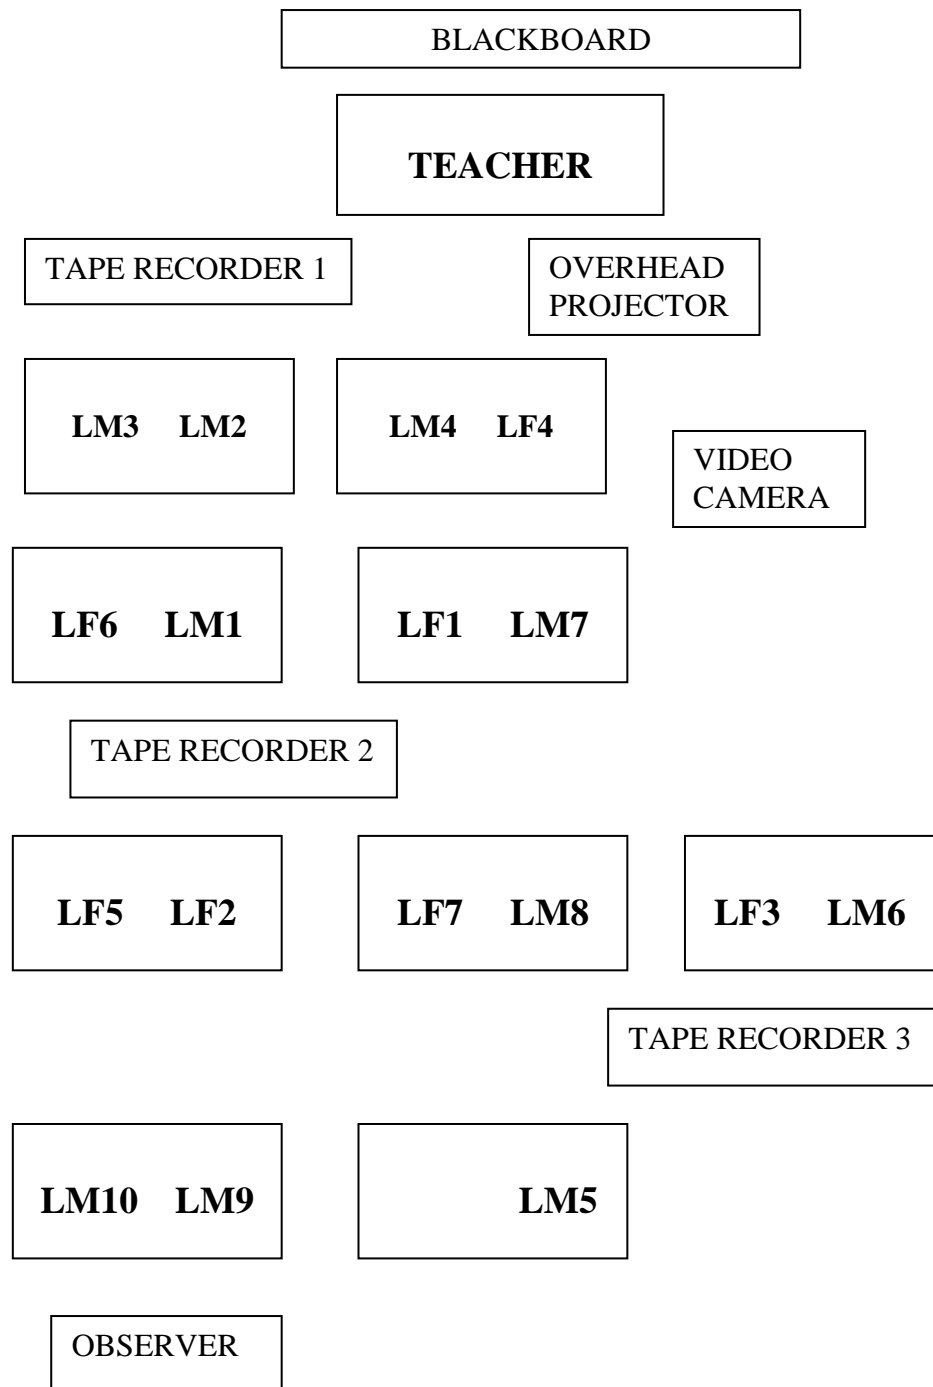 BLACKBOARD
TEACHER
TAPE RECORDER 1
OVERHEAD
PROJECTOR
LM3 LM2
LM4 LF4
VIDEO
CAMERA
LF6 LM1
LF1 LM7
TAPE RECORDER 2
LF5 LF2
LF7 LM8
LF3 LM6
TAPE RECORDER 3
LM10 LM9
LM5
OBSERVER